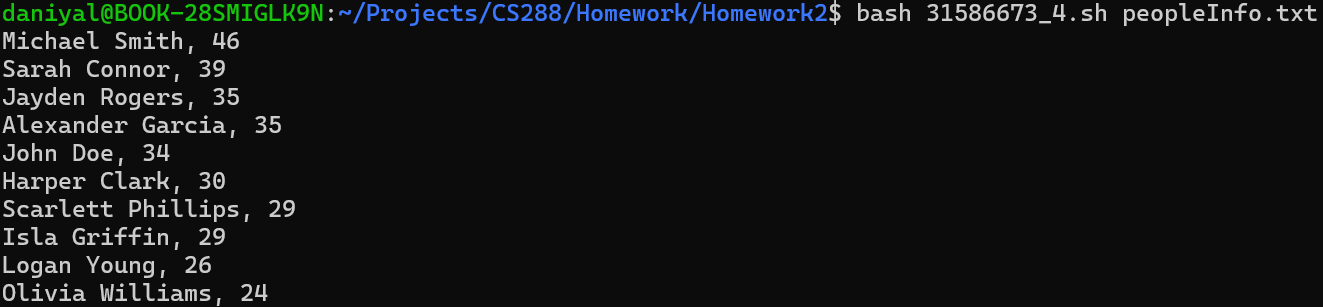 daniyal@BOOK-28SMIGLK9N:~/Projects/CS288/Homework/Homework2$ bash 31586673_4.sh peopleInfo.txt
Michael Smith, 46
Sarah Connor, 39
Jayden Rogers, 35
Alexander Garcia, 35
John Doe, 34
Harper Clark, 30
Scarlett Phillips, 29
Isla Griffin, 29
Logan Young, 26
Olivia Williams, 24